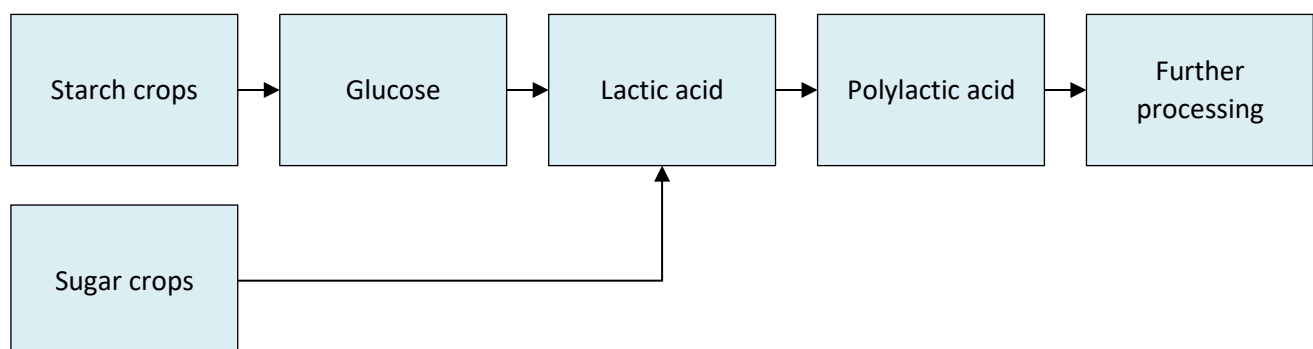 Starch crops
Glucose
Lactic acid
Polylactic acid
Further
processing
Sugar crops